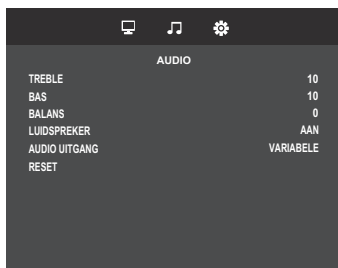 AUDIO
TREBLE 10
BAS 10
BALANS 0
LUIDSPREKER AAN
AUDIO UITGANG VARIABELE
RESET